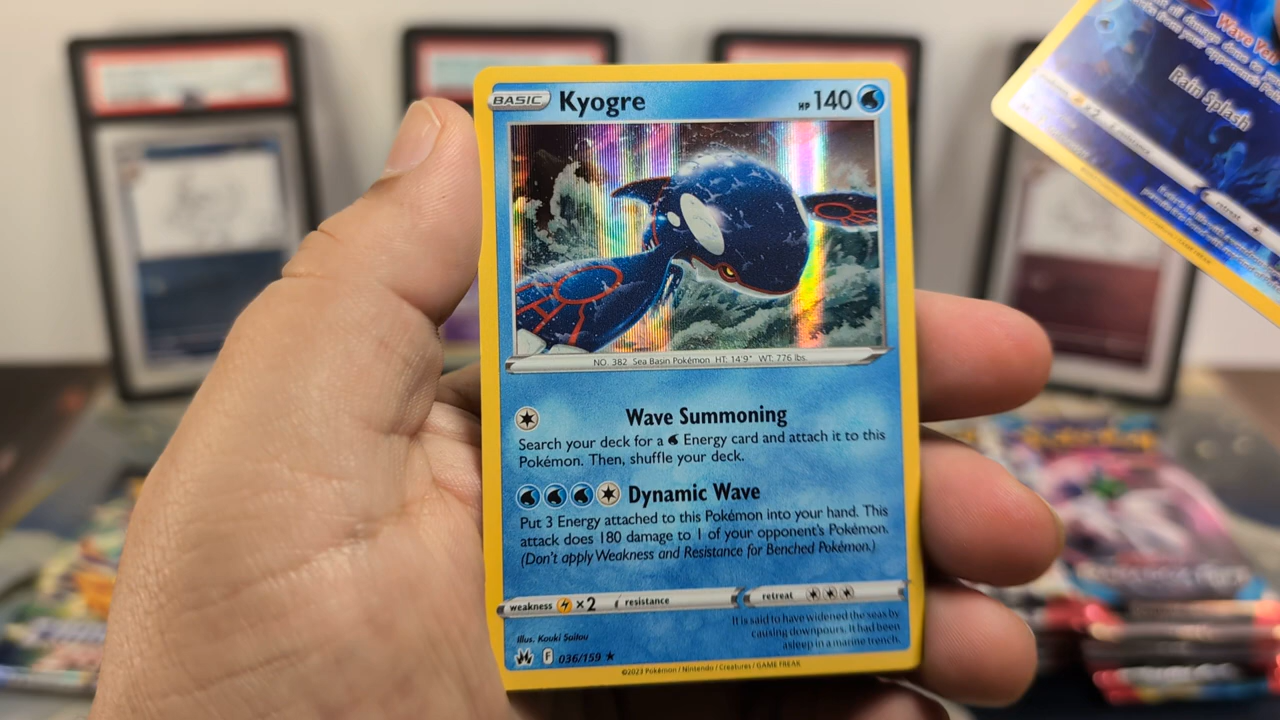 BASIC Kyogre HP 140
NO. 382 Sea Basin Pokémon HT: 14'9" WT: 776 lbs.
Wave Summoning
Search your deck for a Energy card and attach it to this
Pokémon. Then, shuffle your deck.
Dynamic Wave
Put 3 Energy attached to this Pokémon into your hand. This
attack does 180 damage to 1 of your opponent's Pokémon.
(Don't apply Weakness and Resistance for Benched Pokémon.)
weakness ×2 resistance retreat
It is said to have widened the seas by
causing downpours. It had been
asleep in a marine trench.
Illus. Kouki Saitou
F 036/159 ★
©2023 Pokémon / Nintendo / Creatures / GAME FREAK
Wave
Rain Splash
×2
retreat